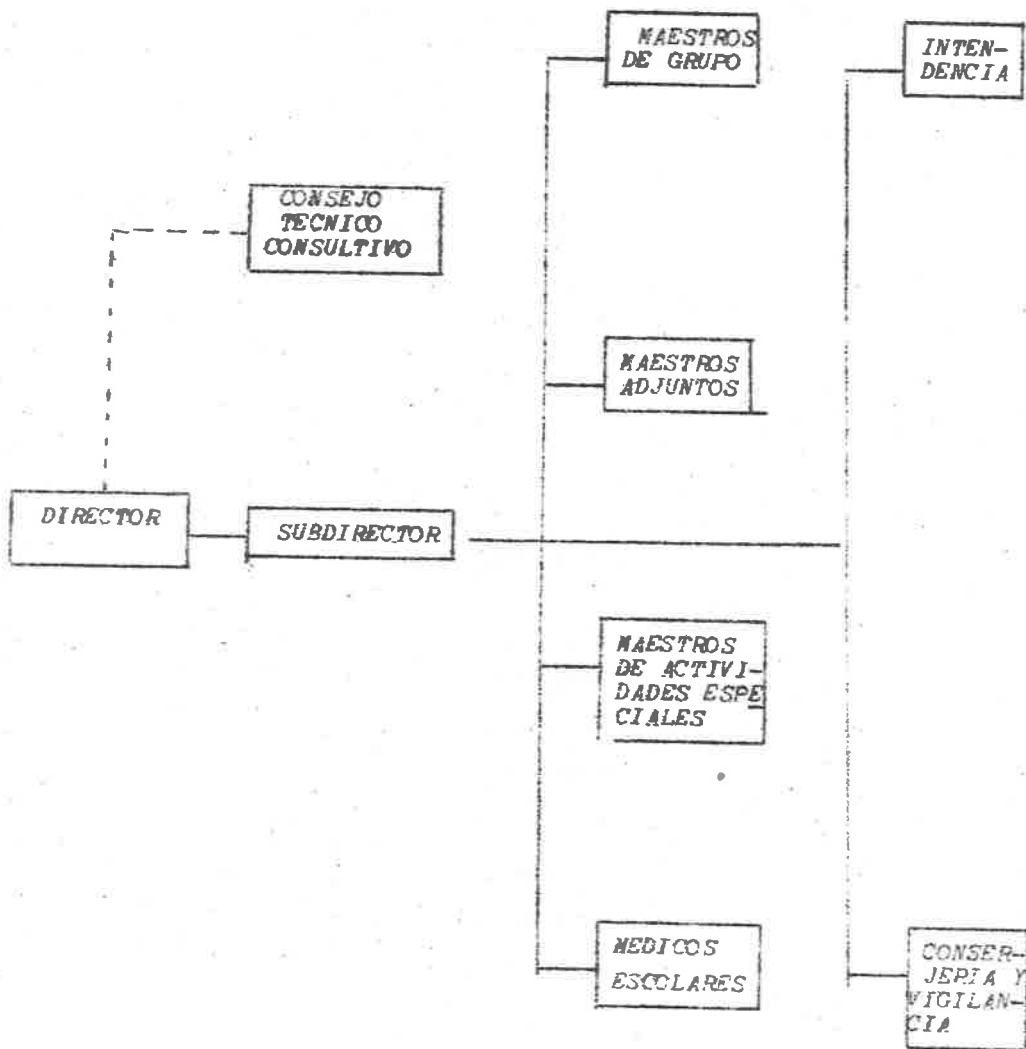 MAESTROS
DE GRUPO
INTEN-
DENCIA
CONSEJO
TECNICO
CONSULTIVO
MAESTROS
ADJUNTOS
DIRECTOR
SUBDIRECTOR
MAESTROS
DE ACTIVI-
DADES ESPE
CIALES
MEDICOS
ESCOLARES
CONSER-
JERIA Y
VIGILAN-
CIA